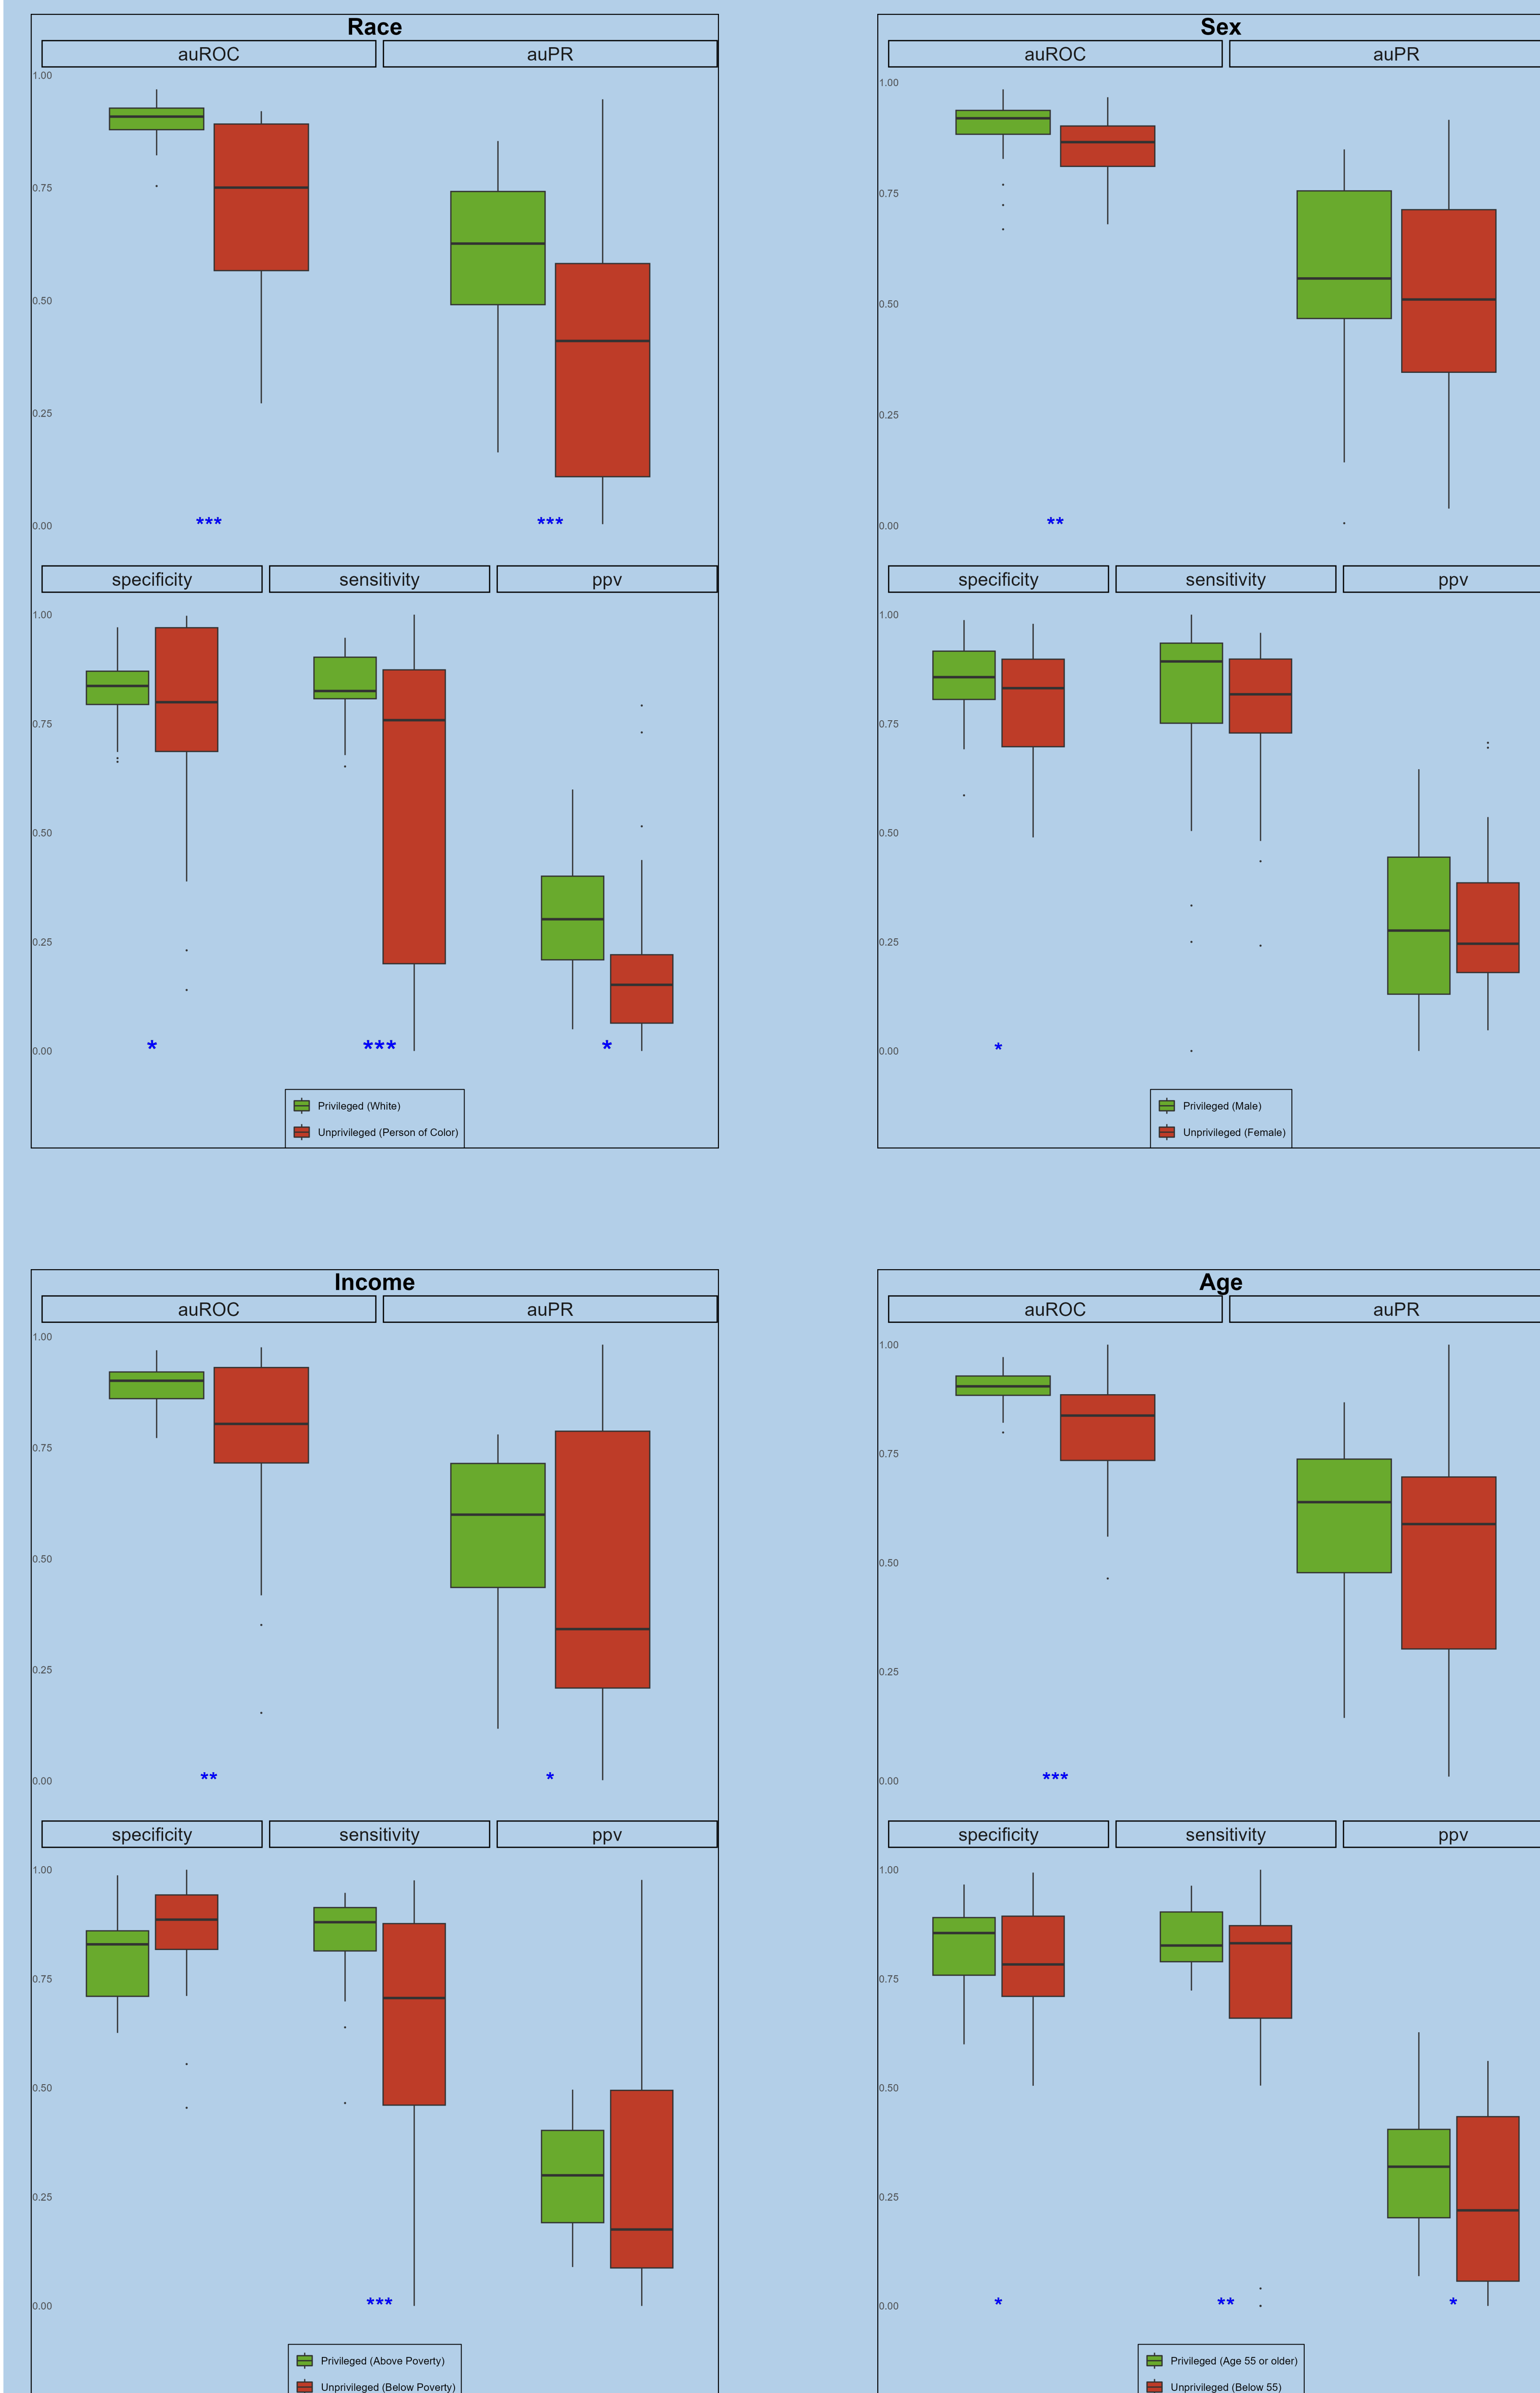 Race
auROC auPR
1.00
0.75
0.50
0.25
0.00
*** ***
specificity sensitivity ppv
1.00
0.75
0.50
0.25
0.00
* *** *
Privileged (White)
Unprivileged (Person of Color)
Sex
auROC auPR
1.00
0.75
0.50
0.25
0.00
**
specificity sensitivity ppv
1.00
0.75
0.50
0.25
0.00
*
Privileged (Male)
Unprivileged (Female)
Income
auROC auPR
1.00
0.75
0.50
0.25
0.00
** *
specificity sensitivity ppv
1.00
0.75
0.50
0.25
0.00
***
Privileged (Above Poverty)
Unprivileged (Below Poverty)
Age
auROC auPR
1.00
0.75
0.50
0.25
0.00
***
specificity sensitivity ppv
1.00
0.75
0.50
0.25
0.00
* ** *
Privileged (Age 55 or older)
Unprivileged (Below 55)